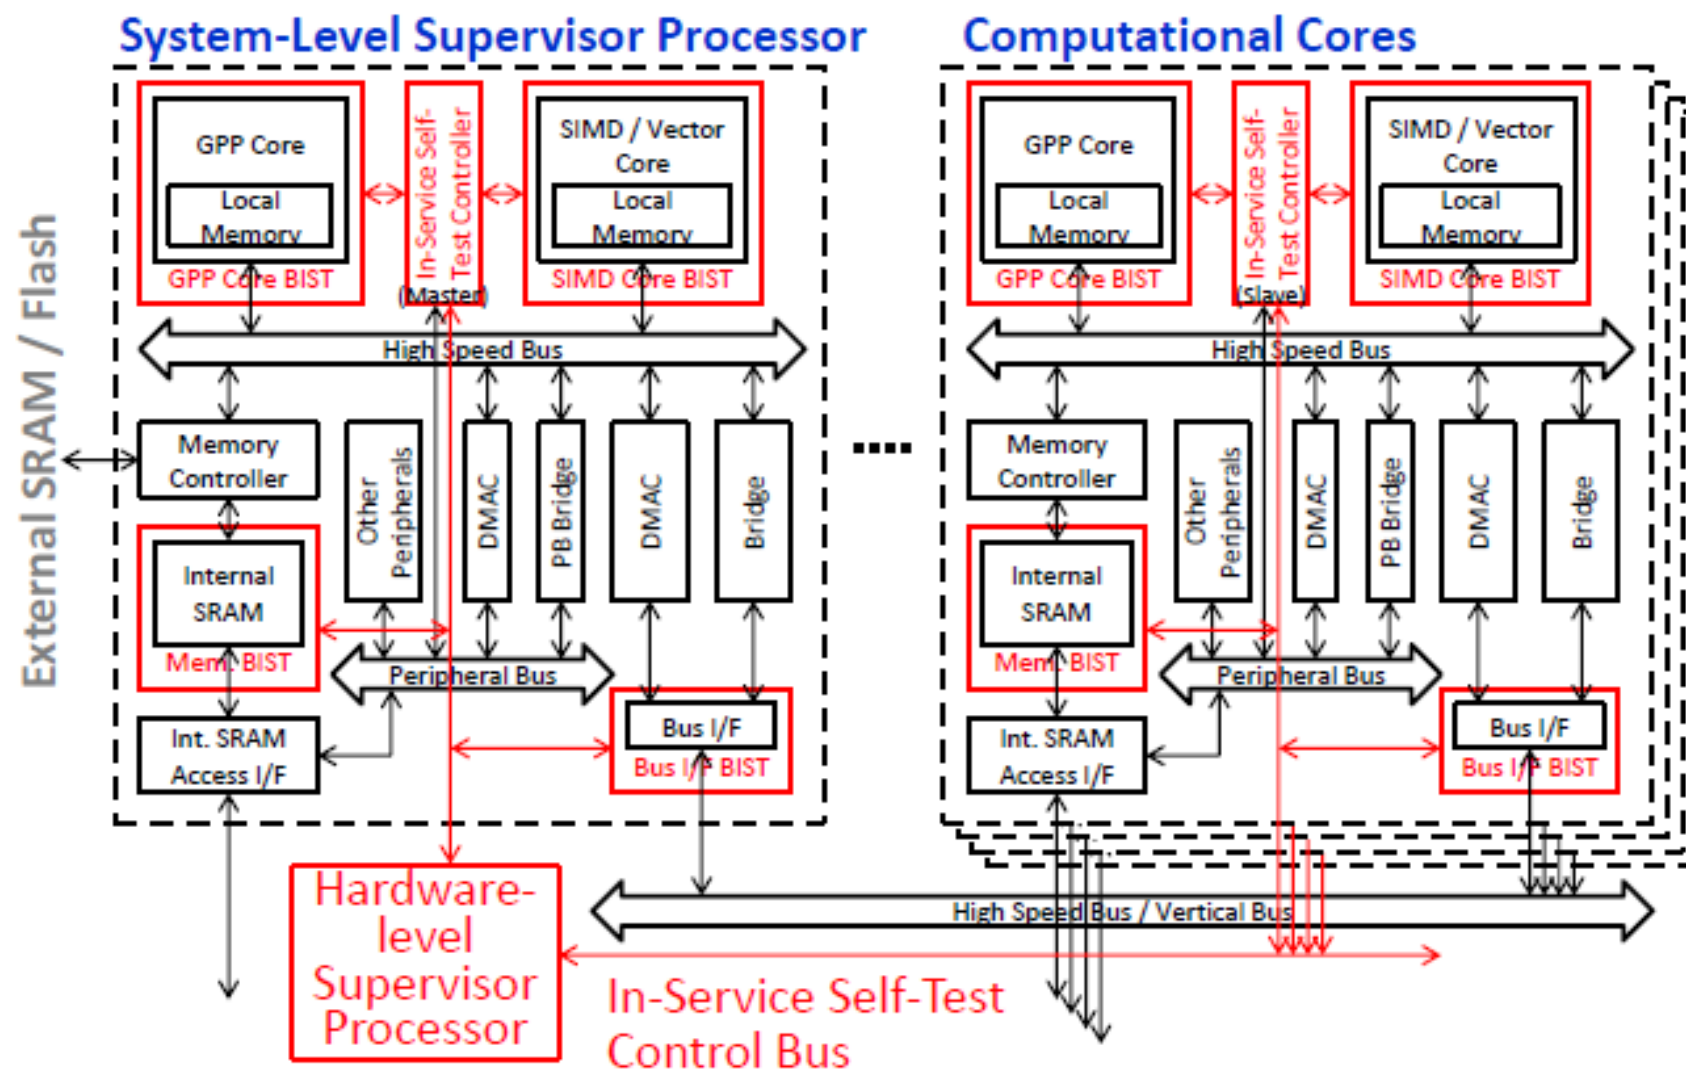 System-Level Supervisor Processor
Computational Cores
External SRAM / Flash
GPP Core
Local
Memory
GPP Core BIST
In-Service Self-
Test Controller
(Master)
SIMD / Vector
Core
Local
Memory
SIMD Core BIST
High Speed Bus
Memory
Controller
Other
Peripherals
DMAC
PB Bridge
DMAC
Bridge
Internal
SRAM
Mem. BIST
Peripheral Bus
Int. SRAM
Access I/F
Bus I/F
Bus I/F BIST
GPP Core
Local
Memory
GPP Core BIST
In-Service Self-
Test Controller
(Slave)
SIMD / Vector
Core
Local
Memory
SIMD Core BIST
High Speed Bus
Memory
Controller
Other
Peripherals
DMAC
PB Bridge
DMAC
Bridge
Internal
SRAM
Mem. BIST
Peripheral Bus
Int. SRAM
Access I/F
Bus I/F
Bus I/F BIST
Hardware-
level
Supervisor
Processor
High Speed Bus / Vertical Bus
In-Service Self-Test
Control Bus